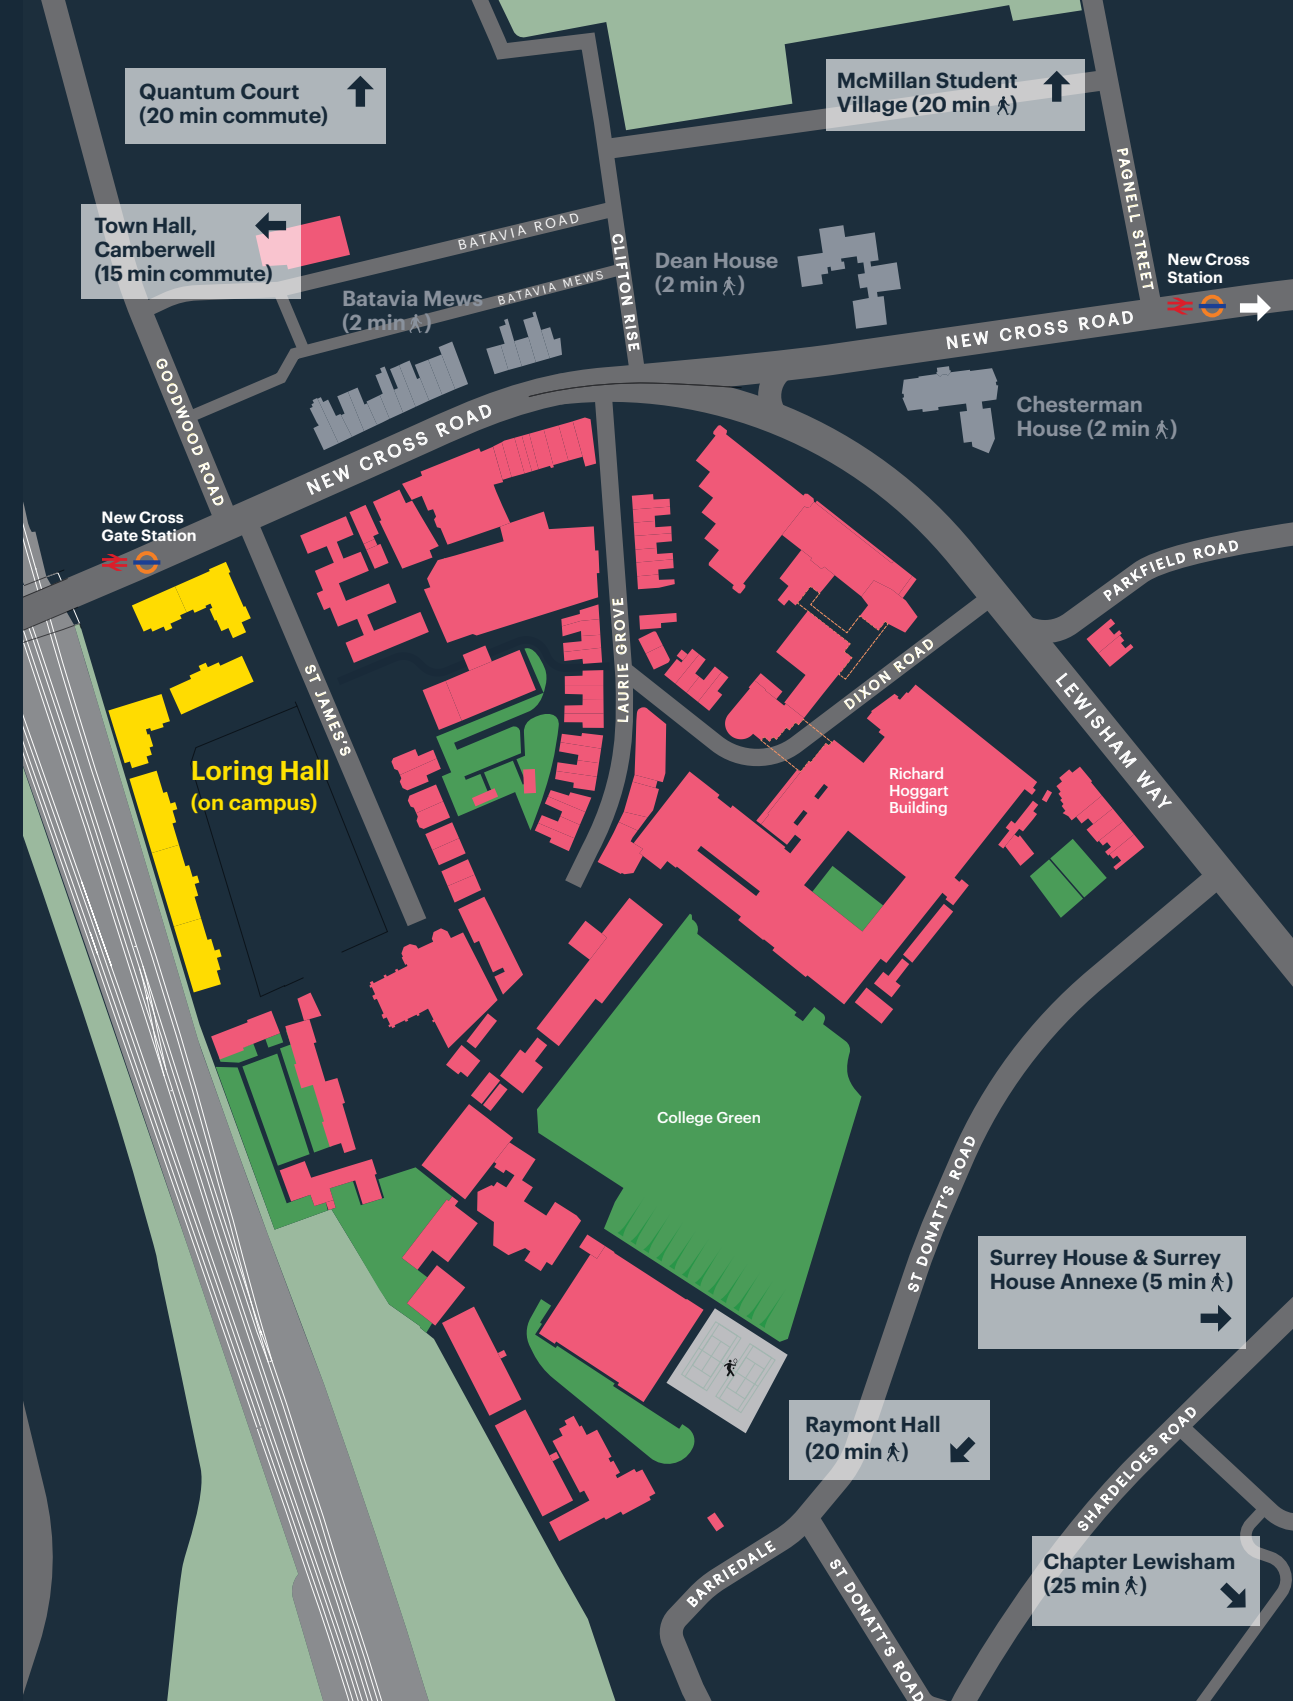 Quantum Court
(20 min commute)
McMillan Student
Village (20 min)
PAGNELL STREET
Town Hall,
Camberwell
(15 min commute)
BATAVIA ROAD
CLIFTON RISE
Dean House
(2 min)
New Cross
Station
Batavia Mews
(2 min)
BATAVIA MEWS
NEW CROSS ROAD
GOODWOOD ROAD
NEW CROSS ROAD
Chesterman
House (2 min)
New Cross
Gate Station
PARKFIELD ROAD
LAURIE GROVE
ST JAMES'S
DIXON ROAD
LEWISHAM WAY
Loring Hall
(on campus)
Richard
Hoggart
Building
College Green
ST DONATT'S ROAD
Surrey House & Surrey
House Annexe (5 min)
Raymont Hall
(20 min)
SHARDELOES ROAD
BARRIEDALE
ST DONATT'S ROAD
Chapter Lewisham
(25 min)